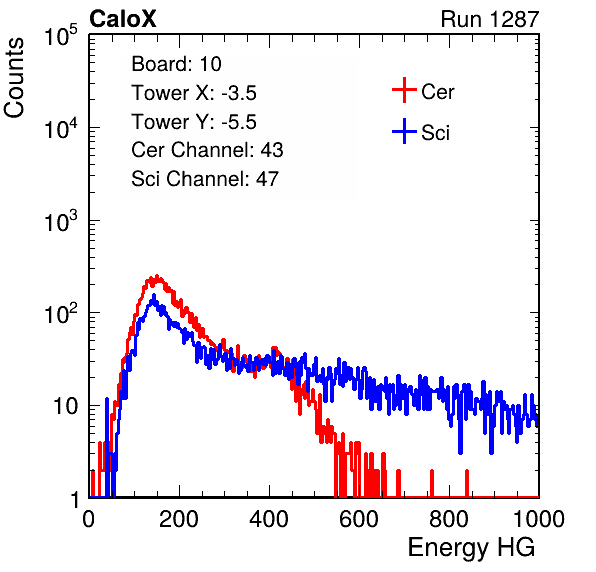 CaloX Run 1287
Counts
10^5
Board: 10
Tower X: -3.5
Tower Y: -5.5
Cer Channel: 43
Sci Channel: 47
Cer
Sci
10^4
10^3
10^2
10
1
0 200 400 600 800 1000
Energy HG